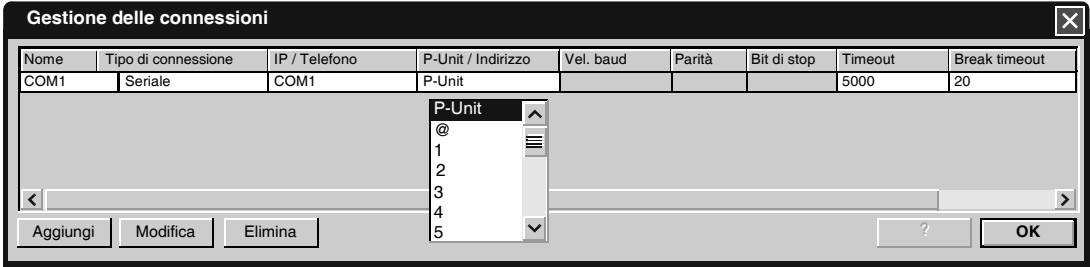 Gestione delle connessioni
Nome Tipo di connessione IP / Telefono P-Unit / Indirizzo Vel. baud Parità Bit di stop Timeout Break timeout
COM1 Seriale COM1 P-Unit 5000 20
P-Unit
@
1
2
3
4
5
Aggiungi Modifica Elimina ? OK